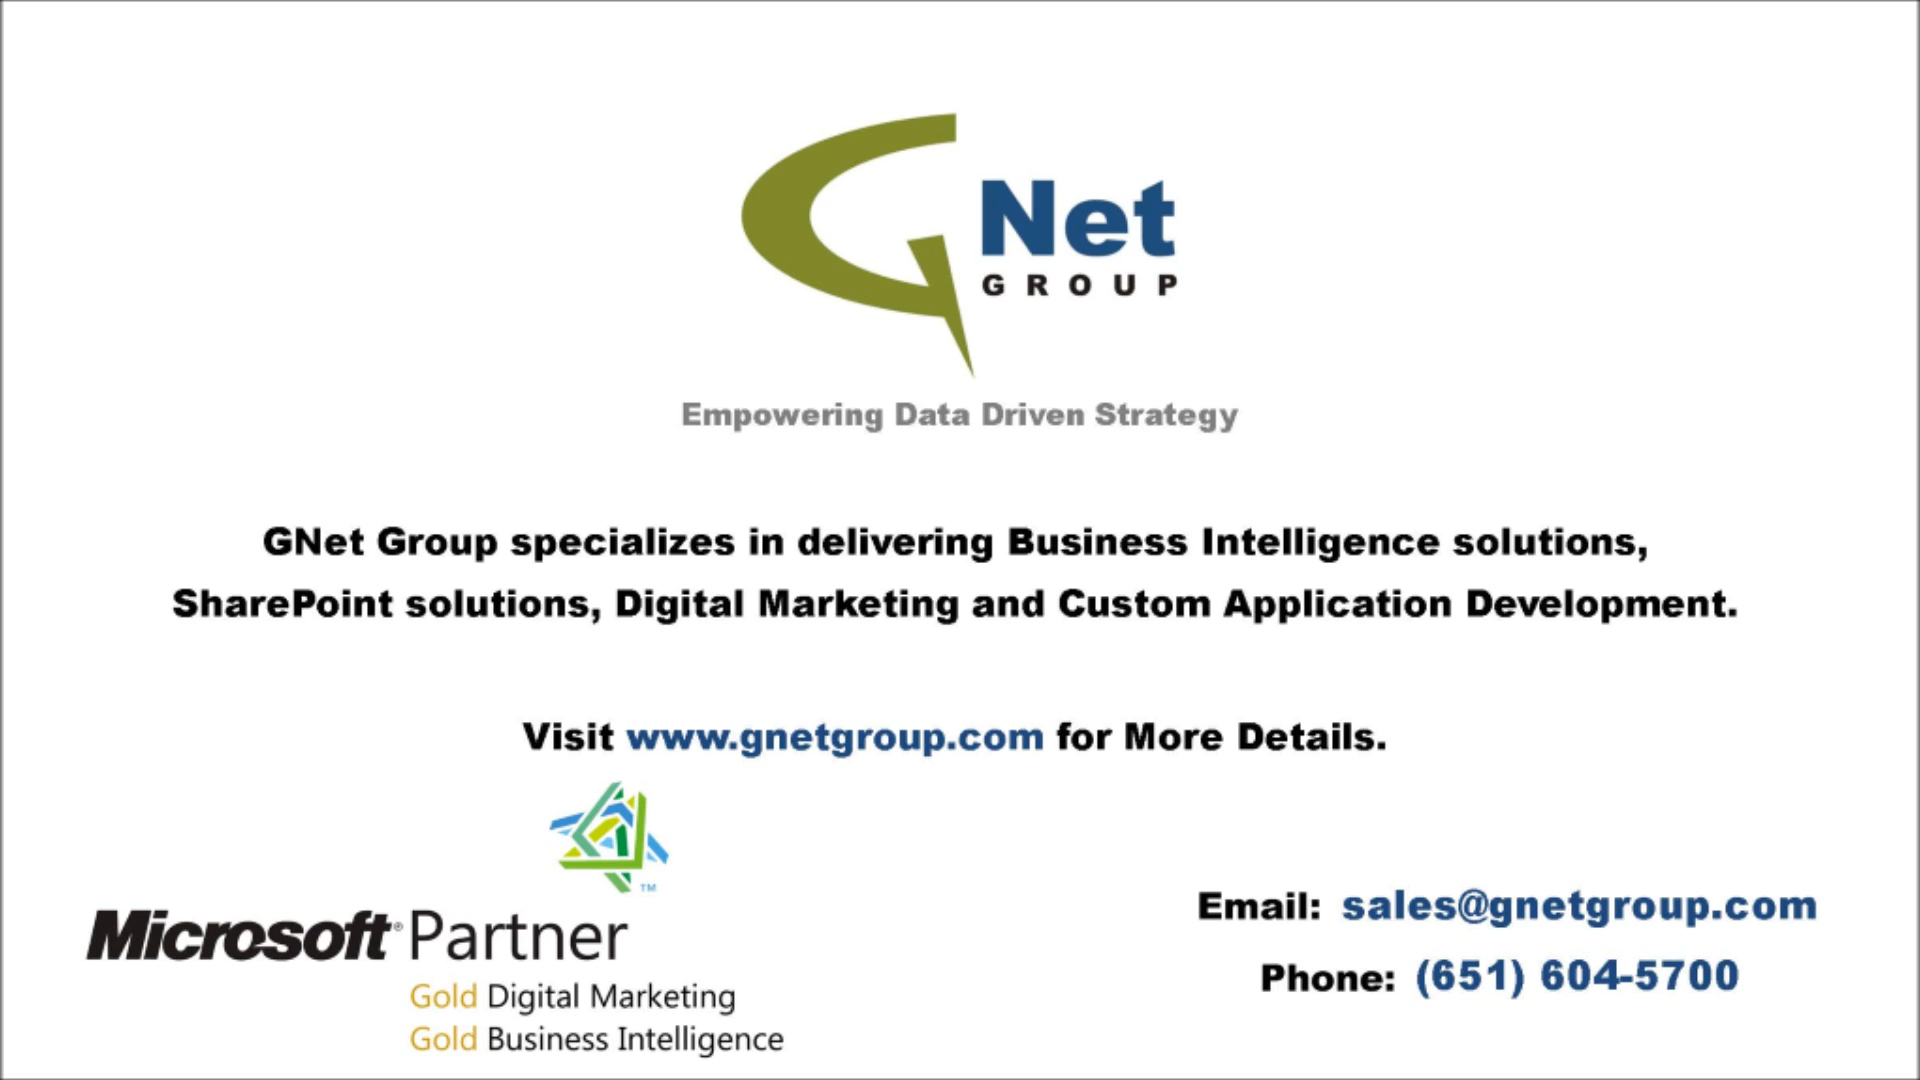 GNet
GROUP
Empowering Data Driven Strategy
GNet Group specializes in delivering Business Intelligence solutions,
SharePoint solutions, Digital Marketing and Custom Application Development.
Visit www.gnetgroup.com for More Details.
TM
Microsoft® Partner
Gold Digital Marketing
Gold Business Intelligence
Email: sales@gnetgroup.com
Phone: (651) 604-5700